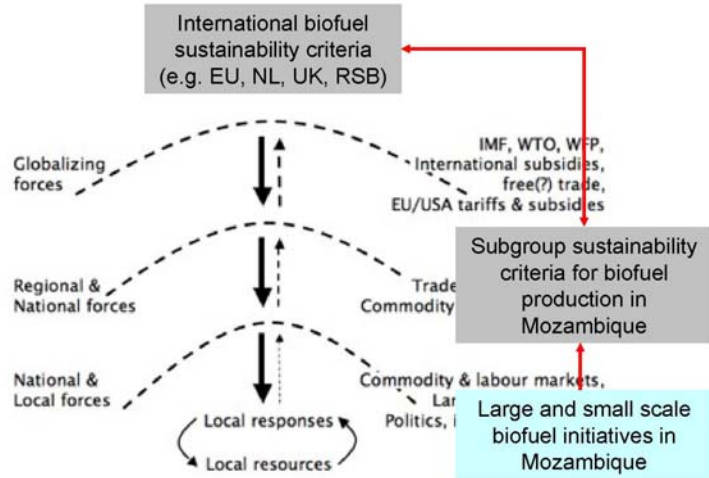 International biofuel
sustainability criteria
(e.g. EU, NL, UK, RSB)
Globalizing
forces
IMF, WTO, WFP,
International subsidies,
free(?) trade,
EU/USA tariffs & subsidies
Regional &
National forces
Trade
Commodity
Subgroup sustainability
criteria for biofuel
production in
Mozambique
National &
Local forces
Commodity & labour markets,
Politics,
Large and small scale
biofuel initiatives in
Mozambique
Local responses
Local resources